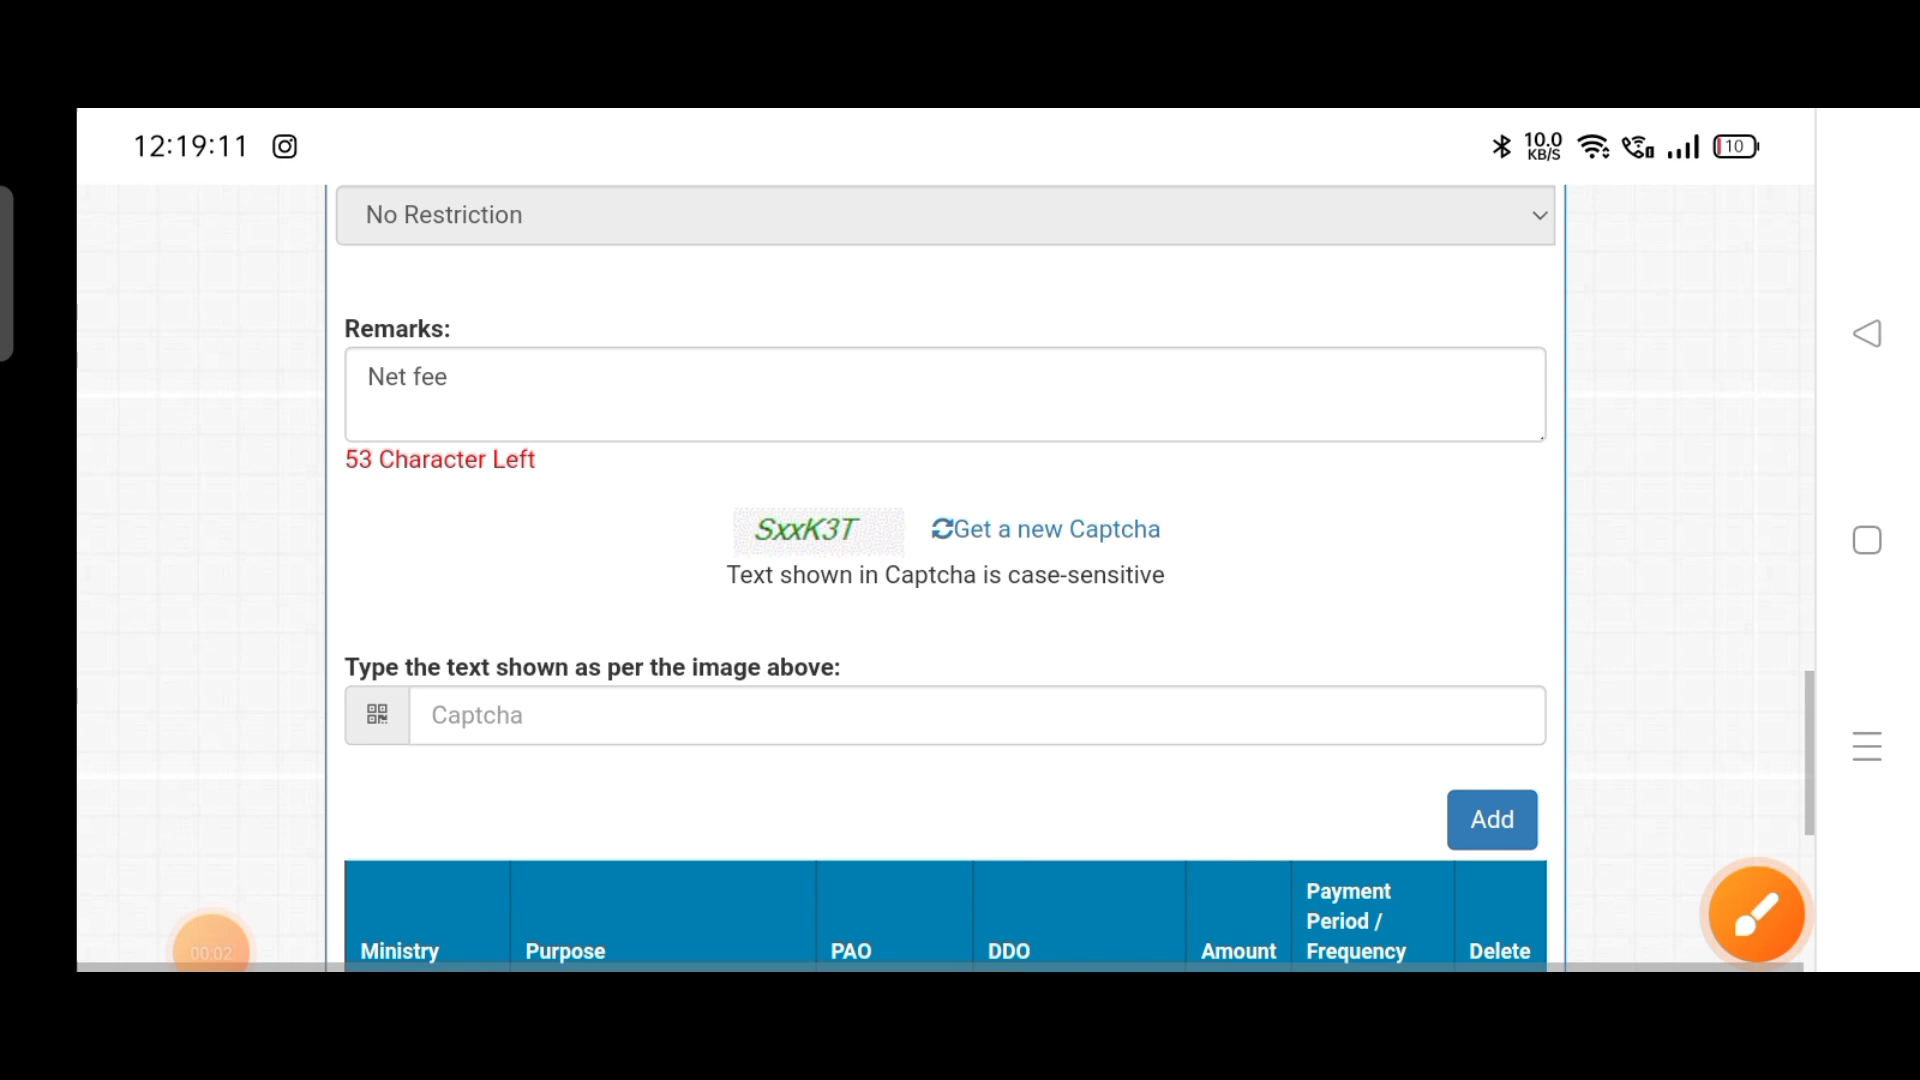 12:19:11
10.0
KB/S
10
No Restriction
Remarks:
Net fee
53 Character Left
SxxK3T
Get a new Captcha
Text shown in Captcha is case-sensitive
Type the text shown as per the image above:
Captcha
Add
Ministry
Purpose
PAO
DDO
Amount
Payment
Period /
Frequency
Delete
00:02